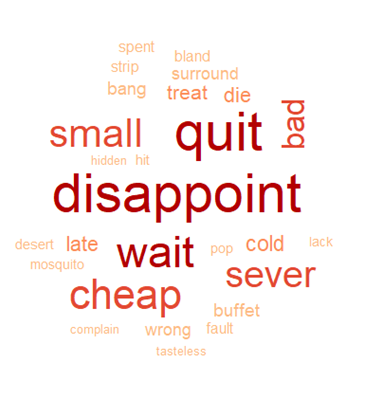 spent
bland
strip
surround
bang
treat
die
bad
small
quit
hidden
hit
disappoint
desert
late
wait
pop
cold
lack
mosquito
sever
cheap
buffet
complain
wrong
fault
tasteless